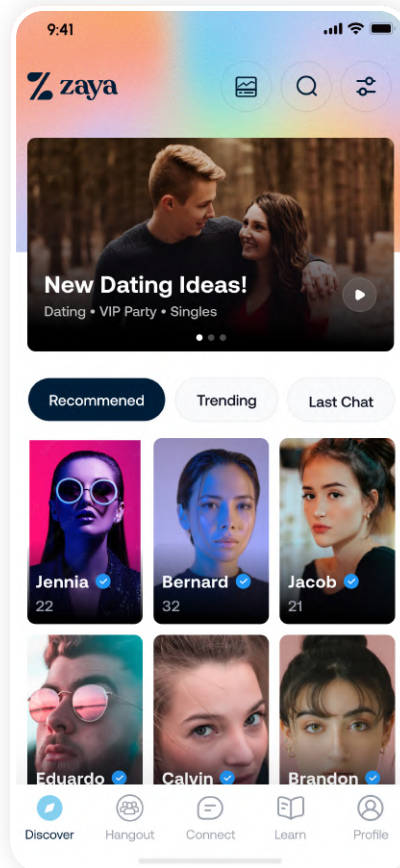 9:41
zaya
New Dating Ideas!
Dating • VIP Party • Singles
Recommened
Trending
Last Chat
Jennia
Bernard
Jacob
22
32
21
Eduardo
Calvin
Brandon
Discover
Hangout
Connect
Learn
Profile